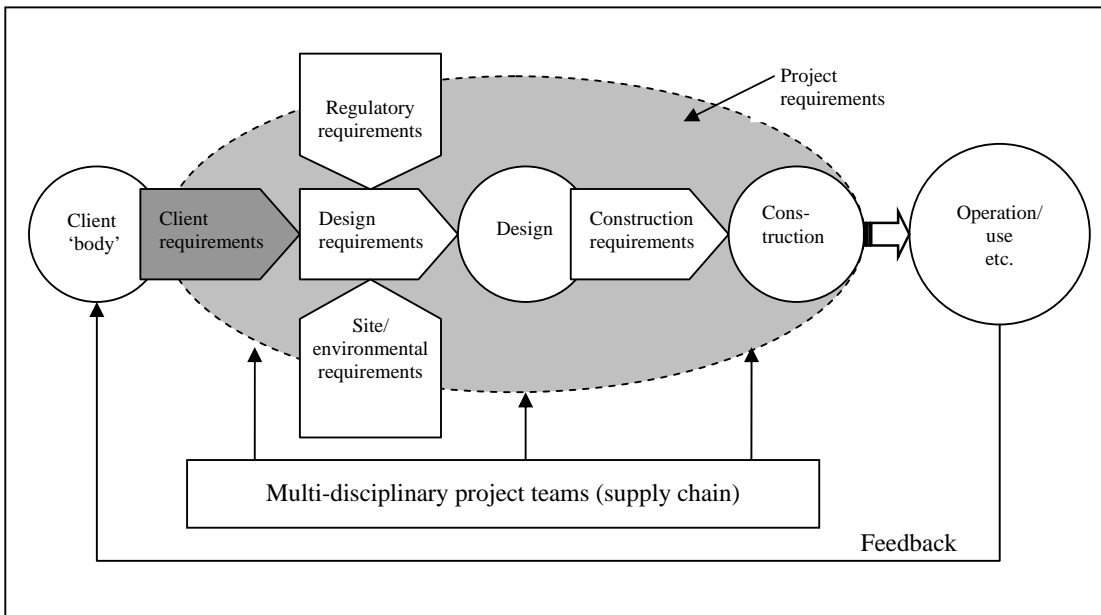 Project
requirements
Regulatory
requirements
Client
‘body’
Client
requirements
Design
requirements
Design
Construction
requirements
Cons-
truction
Operation/
use
etc.
Site/
environmental
requirements
Multi-disciplinary project teams (supply chain)
Feedback